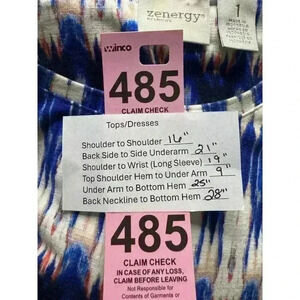 zenergy®
1
winco
485
CLAIM CHECK
Tops/Dresses
Shoulder to Shoulder 16"
Back Side to Side Underarm 21"
Shoulder to Wrist (Long Sleeve) 19"
Top Shoulder Hem to Under Arm 9"
Under Arm to Bottom Hem 25"
Back Neckline to Bottom Hem 28"
485
CLAIM CHECK
IN CASE OF ANY LOSS,
CLAIM BEFORE LEAVING
Not Responsible for
Contents of Garments or